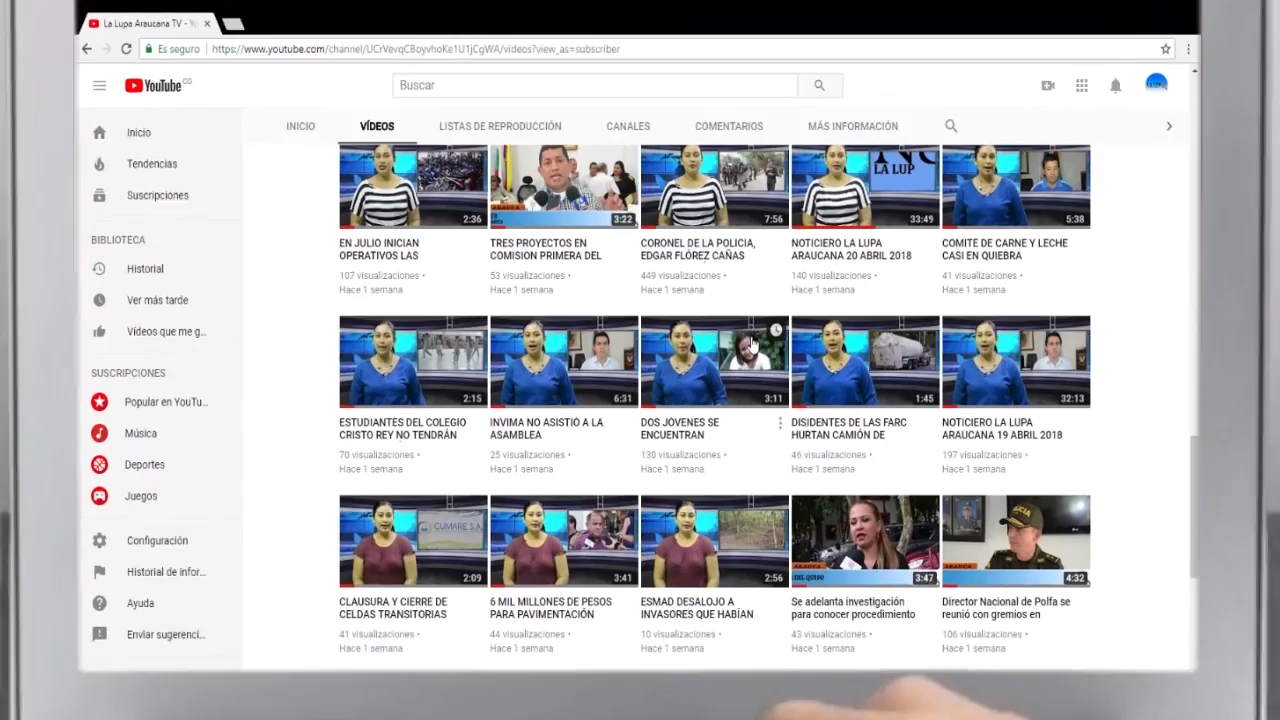 La Lupa Araucana TV - Yo
Es seguro
https://www.youtube.com/channel/UCrVevqCBoyvhoKe1U1jCgWA/videos?view_as=subscriber
YouTube CO
Buscar
INICIO
VÍDEOS
LISTAS DE REPRODUCCIÓN
CANALES
COMENTARIOS
MÁS INFORMACIÓN
Inicio
Tendencias
Suscripciones
BIBLIOTECA
Historial
Ver más tarde
Vídeos que me g...
SUSCRIPCIONES
Popular en YouTu...
Música
Deportes
Juegos
Configuración
Historial de infor...
Ayuda
Enviar sugerenci...
2:36
EN JULIO INICIAN
OPERATIVOS LAS
107 visualizaciones •
Hace 1 semana
ARAUCA
3:22
TRES PROYECTOS EN
COMISION PRIMERA DEL
53 visualizaciones •
Hace 1 semana
7:56
CORONEL DE LA POLICIA,
EDGAR FLÓREZ CAÑAS
449 visualizaciones •
Hace 1 semana
LA LUP
33:49
NOTICIERO LA LUPA
ARAUCANA 20 ABRIL 2018
140 visualizaciones •
Hace 1 semana
5:38
COMITÉ DE CARNE Y LECHE
CASI EN QUIEBRA
41 visualizaciones •
Hace 1 semana
2:15
ESTUDIANTES DEL COLEGIO
CRISTO REY NO TENDRÁN
70 visualizaciones •
Hace 1 semana
6:31
INVIMA NO ASISTIÓ A LA
ASAMBLEA
25 visualizaciones •
Hace 1 semana
3:11
DOS JÓVENES SE
ENCUENTRAN
130 visualizaciones •
Hace 1 semana
1:45
DISIDENTES DE LAS FARC
HURTAN CAMIÓN DE
46 visualizaciones •
Hace 1 semana
32:13
NOTICIERO LA LUPA
ARAUCANA 19 ABRIL 2018
197 visualizaciones •
Hace 1 semana
CUMARE S.A.
2:09
CLAUSURA Y CIERRE DE
CELDAS TRANSITORIAS
41 visualizaciones •
Hace 1 semana
3:41
6 MIL MILLONES DE PESOS
PARA PAVIMENTACIÓN
44 visualizaciones •
Hace 1 semana
2:56
ESMAD DESALOJO A
INVASORES QUE HABÍAN
10 visualizaciones •
Hace 1 semana
ARAUCA
3:47
Se adelanta investigación
para conocer procedimiento
43 visualizaciones •
Hace 1 semana
ARAUCA
4:32
Director Nacional de Polfa se
reunió con gremios en
106 visualizaciones •
Hace 1 semana